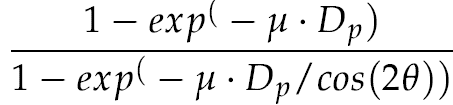 1 − exp( − μ · D_p)
1 − exp( − μ · D_p/cos(2θ))